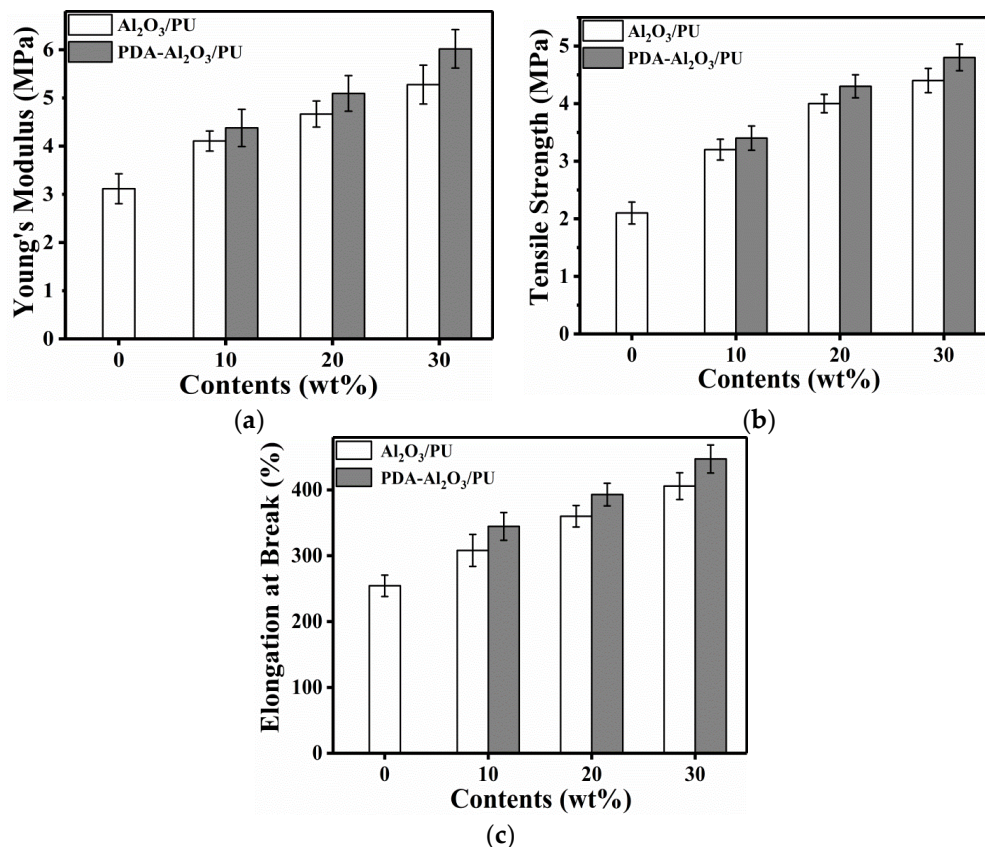 Young's Modulus (MPa)
6
5
4
3
2
1
0
Al₂O₃/PU
PDA-Al₂O₃/PU
0 10 20 30
Contents (wt%)
(a)
Tensile Strength (MPa)
5
4
3
2
1
0
Al₂O₃/PU
PDA-Al₂O₃/PU
0 10 20 30
Contents (wt%)
(b)
Elongation at Break (%)
400
300
200
100
0
Al₂O₃/PU
PDA-Al₂O₃/PU
0 10 20 30
Contents (wt%)
(c)